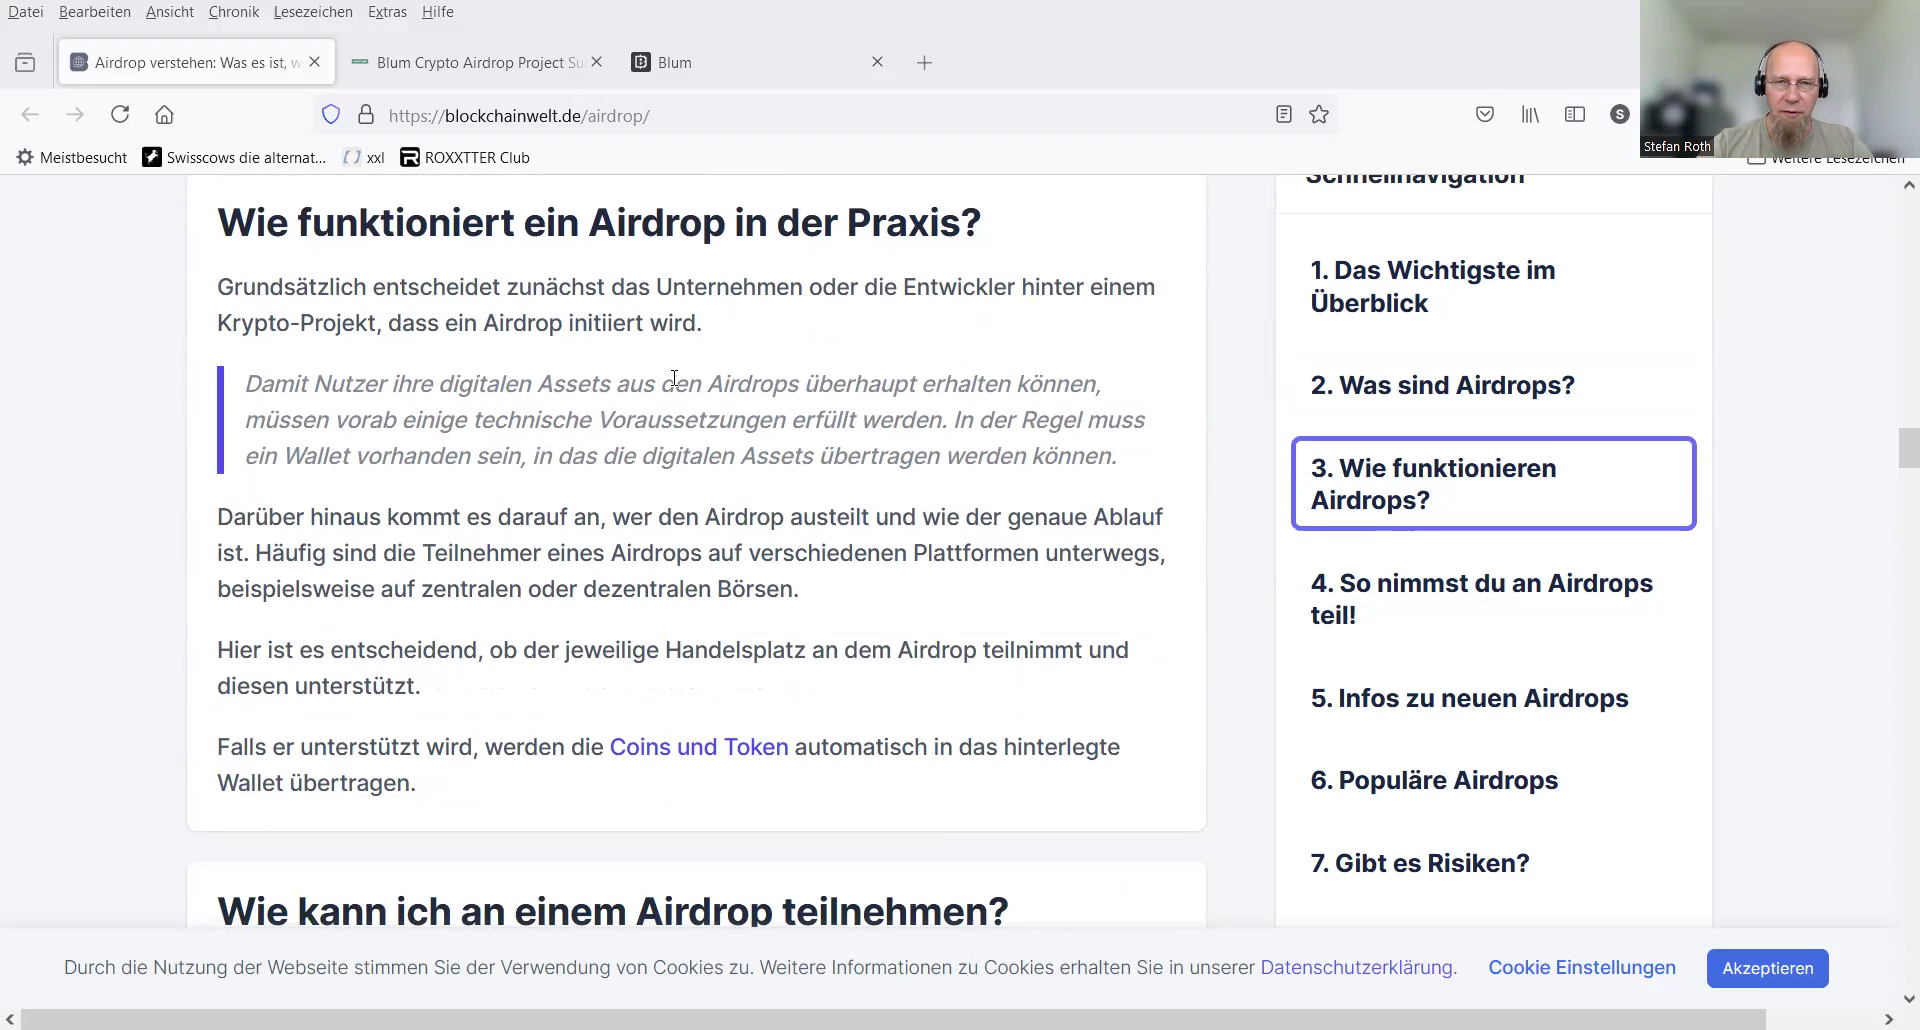 Datei Bearbeiten Ansicht Chronik Lesezeichen Extras Hilfe
Airdrop verstehen: Was es ist, w
Blum Crypto Airdrop Project Su
Blum
https://blockchainwelt.de/airdrop/
S
Stefan Roth
Meistbesucht
Swisscows die alternat...
xxl
ROXXTTER Club
Weitere Lesezeichen
Schnellnavigation
Wie funktioniert ein Airdrop in der Praxis?
Grundsätzlich entscheidet zunächst das Unternehmen oder die Entwickler hinter einem
Krypto-Projekt, dass ein Airdrop initiiert wird.
Damit Nutzer ihre digitalen Assets aus den Airdrops überhaupt erhalten können,
müssen vorab einige technische Voraussetzungen erfüllt werden. In der Regel muss
ein Wallet vorhanden sein, in das die digitalen Assets übertragen werden können.
Darüber hinaus kommt es darauf an, wer den Airdrop austeilt und wie der genaue Ablauf
ist. Häufig sind die Teilnehmer eines Airdrops auf verschiedenen Plattformen unterwegs,
beispielsweise auf zentralen oder dezentralen Börsen.
Hier ist es entscheidend, ob der jeweilige Handelsplatz an dem Airdrop teilnimmt und
diesen unterstützt.
Falls er unterstützt wird, werden die Coins und Token automatisch in das hinterlegte
Wallet übertragen.
Wie kann ich an einem Airdrop teilnehmen?
1. Das Wichtigste im
Überblick
2. Was sind Airdrops?
3. Wie funktionieren
Airdrops?
4. So nimmst du an Airdrops
teil!
5. Infos zu neuen Airdrops
6. Populäre Airdrops
7. Gibt es Risiken?
Durch die Nutzung der Webseite stimmen Sie der Verwendung von Cookies zu. Weitere Informationen zu Cookies erhalten Sie in unserer Datenschutzerklärung.
Cookie Einstellungen
Akzeptieren